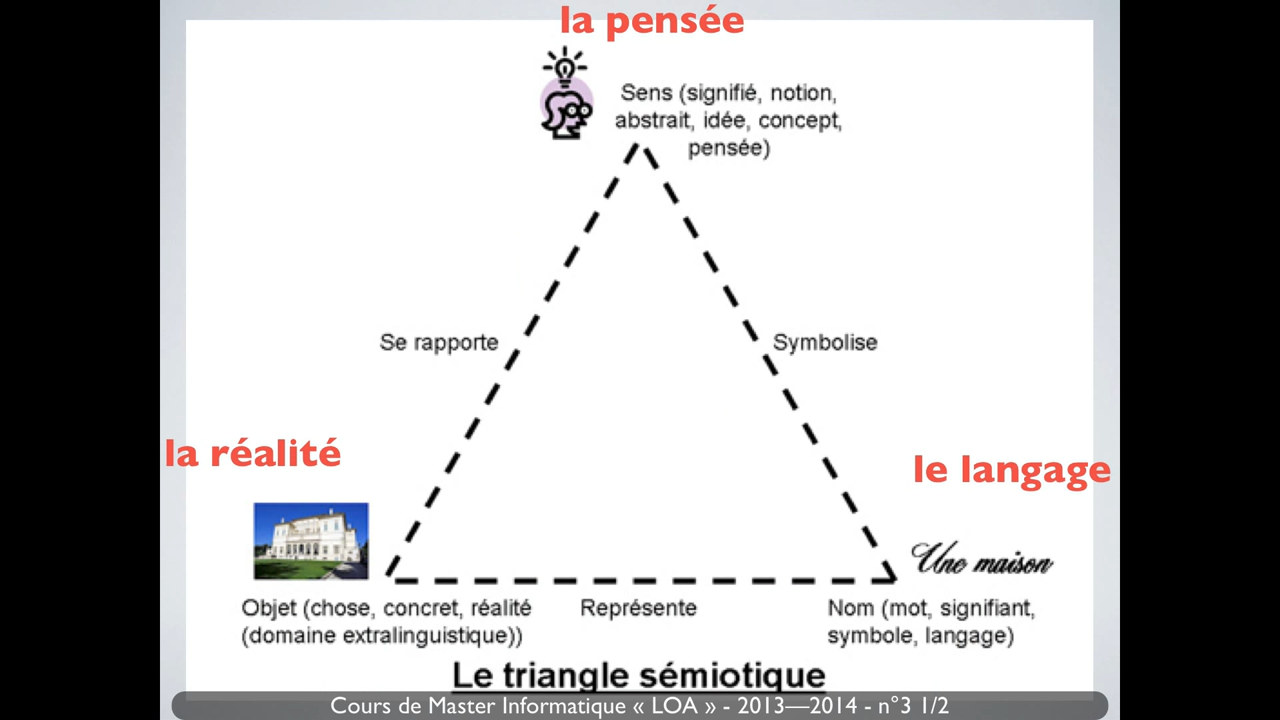 la pensée
Sens (signifié, notion,
abstrait, idée, concept,
pensée)
Se rapporte
Symbolise
la réalité
le langage
Une maison
Objet (chose, concret, réalité
(domaine extralinguistique))
Représente
Nom (mot, signifiant,
symbole, langage)
Le triangle sémiotique
Cours de Master Informatique « LOA » - 2013—2014 - n°3 1/2